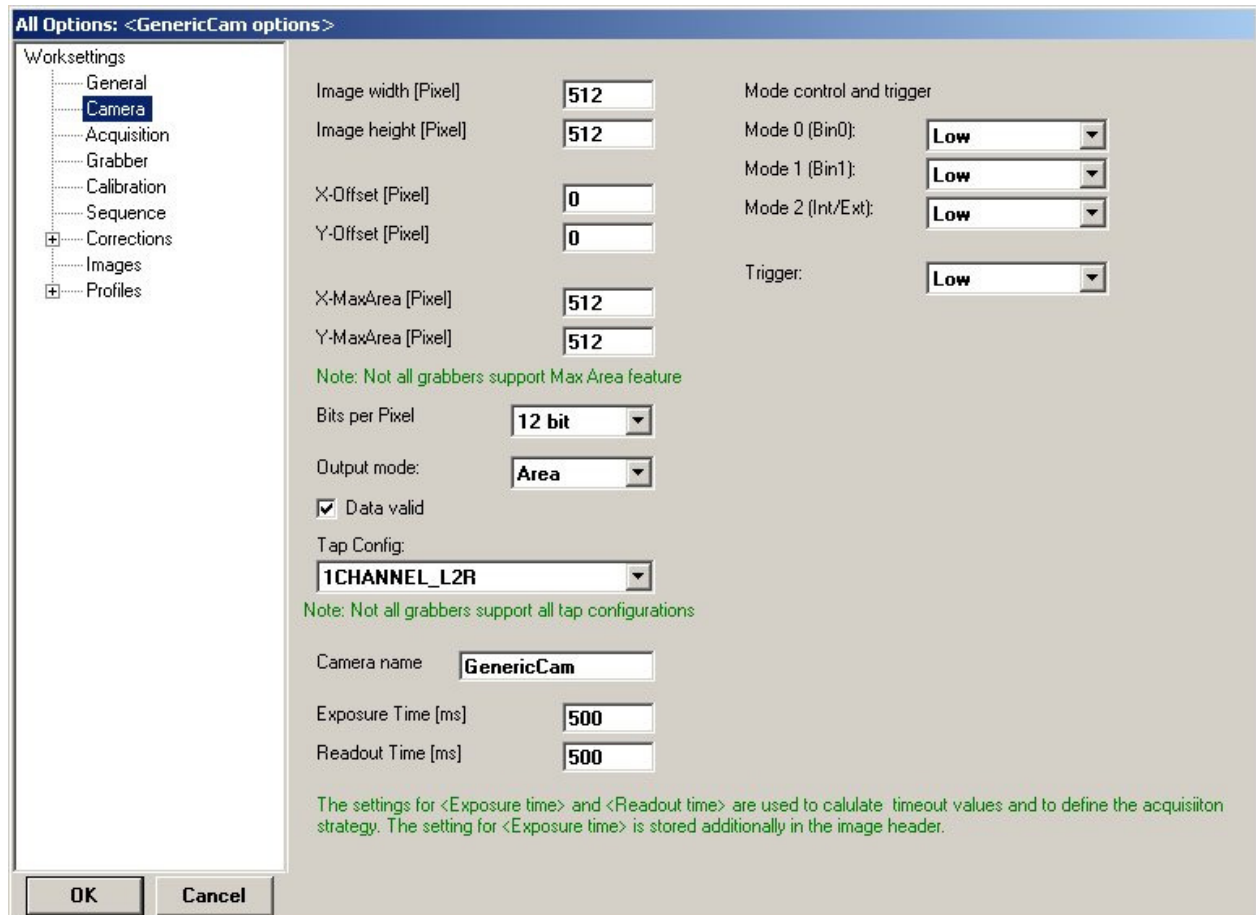 All Options: <GenericCam options>
Worksettings
General
Camera
Acquisition
Grabber
Calibration
Sequence
Corrections
Images
Profiles
Image width [Pixel]
512
Image height [Pixel]
512
X-Offset [Pixel]
0
Y-Offset [Pixel]
0
X-MaxArea [Pixel]
512
Y-MaxArea [Pixel]
512
Note: Not all grabbers support Max Area feature
Bits per Pixel
12 bit
Output mode:
Area
Data valid
Tap Config:
1CHANNEL_L2R
Note: Not all grabbers support all tap configurations
Camera name
GenericCam
Exposure Time [ms]
500
Readout Time [ms]
500
The settings for <Exposure time> and <Readout time> are used to calulate timeout values and to define the acquisiiton
strategy. The setting for <Exposure time> is stored additionally in the image header.
Mode control and trigger
Mode 0 (Bin0):
Low
Mode 1 (Bin1):
Low
Mode 2 (Int/Ext):
Low
Trigger:
Low
OK
Cancel